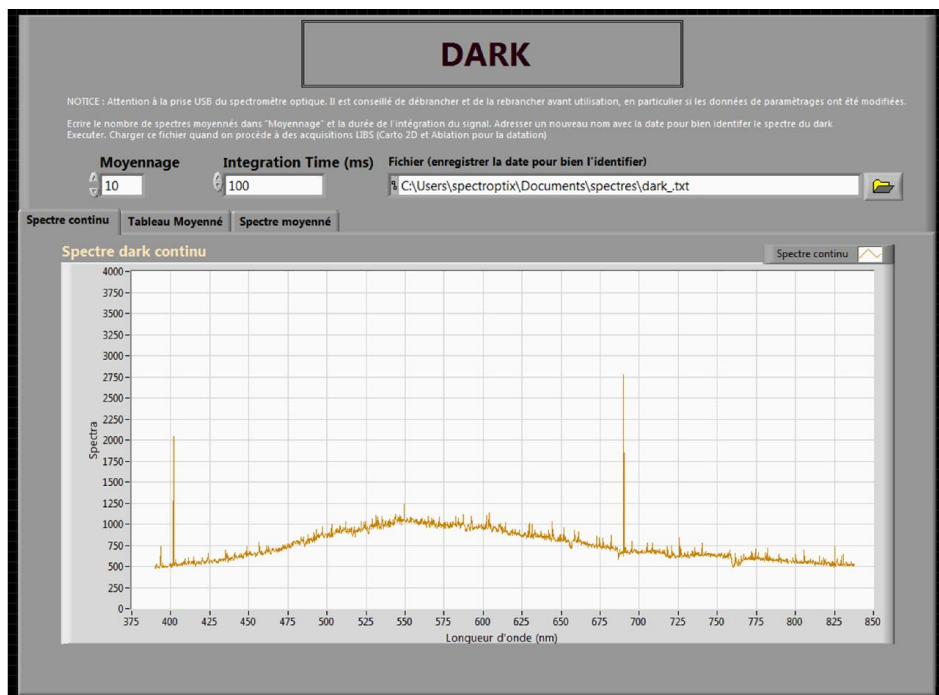 DARK
NOTICE : Attention à la prise USB du spectromètre optique. Il est conseillé de débrancher et de la rebrancher avant utilisation, en particulier si les données de paramètrages ont été modifiées.
Ecrire le nombre de spectres moyennés dans "Moyennage" et la durée de l'intégration du signal. Adresser un nouveau nom avec la date pour bien identifer le spectre du dark
Executer. Charger ce fichier quand on procède à des acquisitions LIBS (Carto 2D et Ablation pour la datation)
Moyennage Integration Time (ms) Fichier (enregistrer la date pour bien l'identifier)
10 100 C:\Users\spectroptix\Documents\spectres\dark_.txt
Spectre continu Tableau Moyenné Spectre moyenné
Spectre dark continu Spectre continu
4000
3750
3500
3250
3000
2750
2500
2250
2000
1750
1500
1250
1000
750
500
250
0
Spectra
375 400 425 450 475 500 525 550 575 600 625 650 675 700 725 750 775 800 825 850
Longueur d'onde (nm)